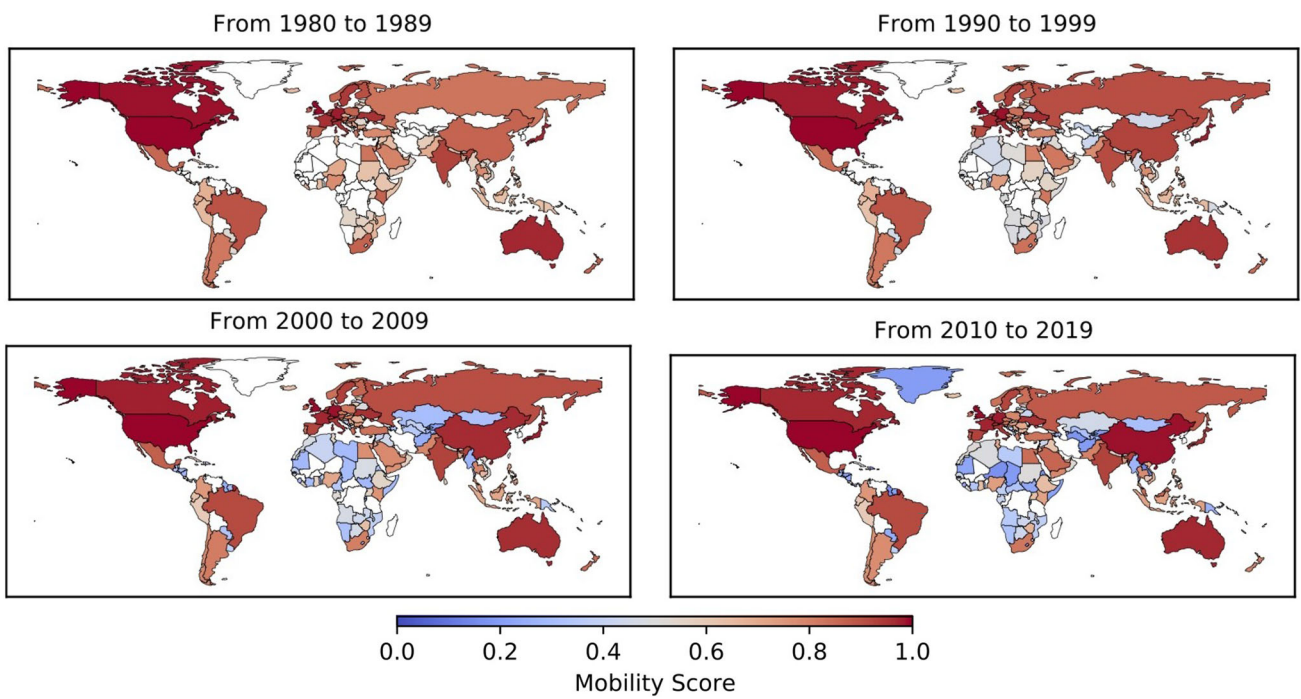 From 1980 to 1989
From 1990 to 1999
From 2000 to 2009
From 2010 to 2019
0.0 0.2 0.4 0.6 0.8 1.0
Mobility Score